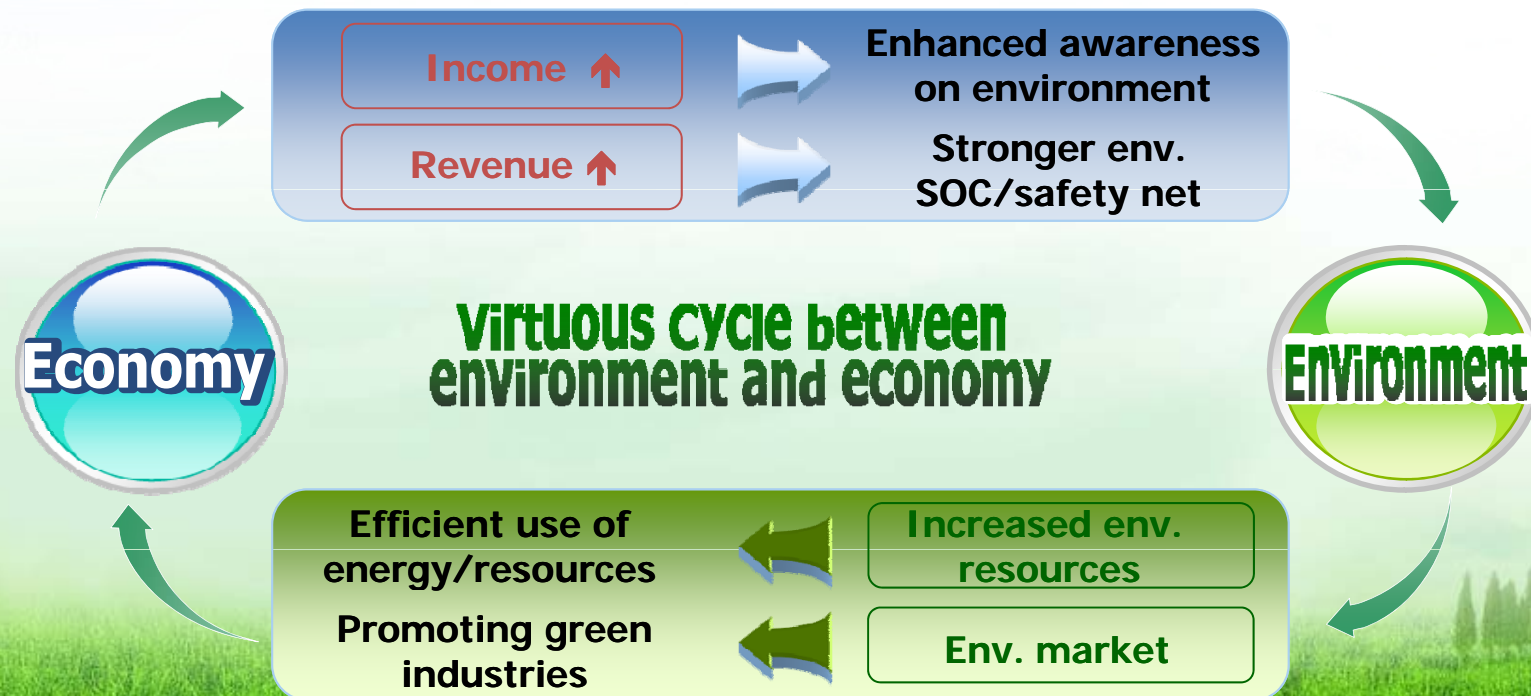 Income ↑
Enhanced awareness
on environment
Revenue ↑
Stronger env.
SOC/safety net
Economy
Virtuous cycle between
environment and economy
Environment
Efficient use of
energy/resources
Increased env.
resources
Promoting green
industries
Env. market